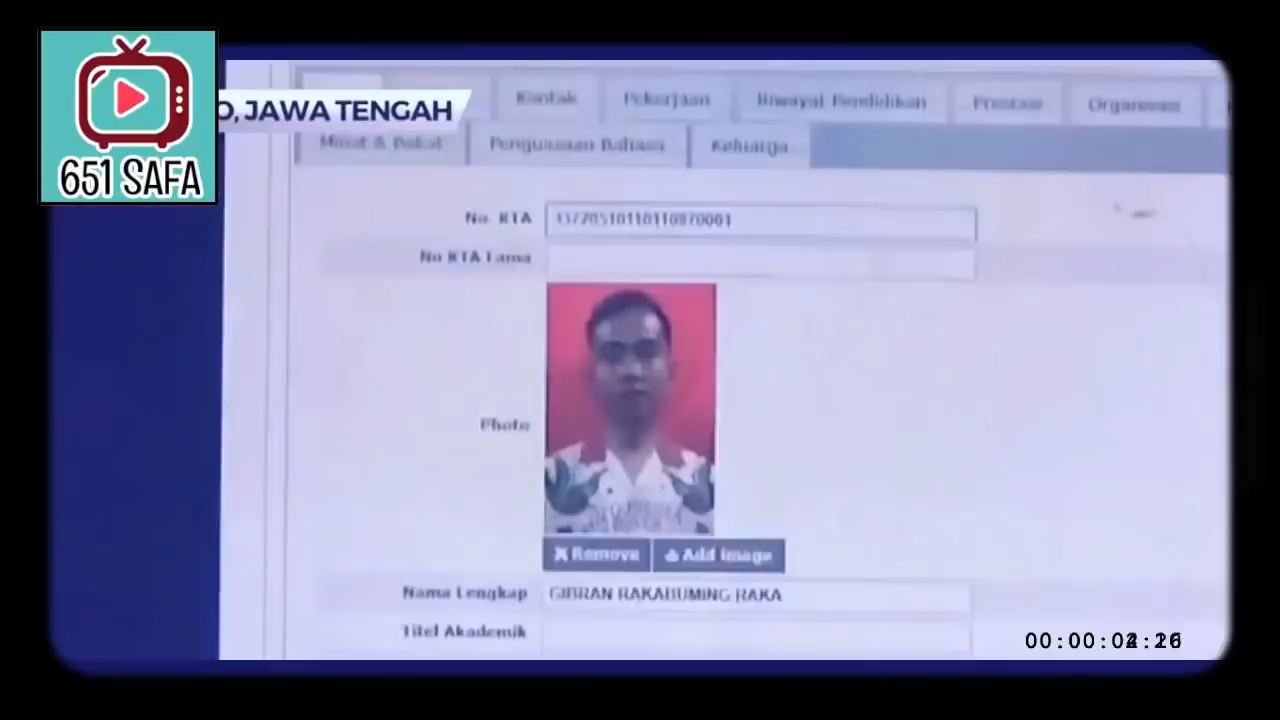 651 SAFA
O, JAWA TENGAH
Kontak
Pekerjaan
Riwayat Pendidikan
Prestasi
Organisasi
Minat & Bakat
Penguasaan Bahasa
Keluarga
No. KTA
No KTA Lama
Photo
Remove
Add Image
Nama Lengkap GIBRAN RAKABUMING RAKA
Titel Akademik